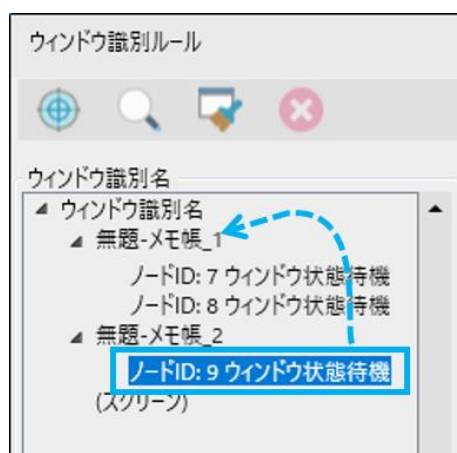 ウィンドウ識別ルール
ウィンドウ識別名
ウィンドウ識別名
無題-メモ帳_1
ノードID: 7 ウィンドウ状態待機
ノードID: 8 ウィンドウ状態待機
無題-メモ帳_2
ノードID: 9 ウィンドウ状態待機
(スクリーン)